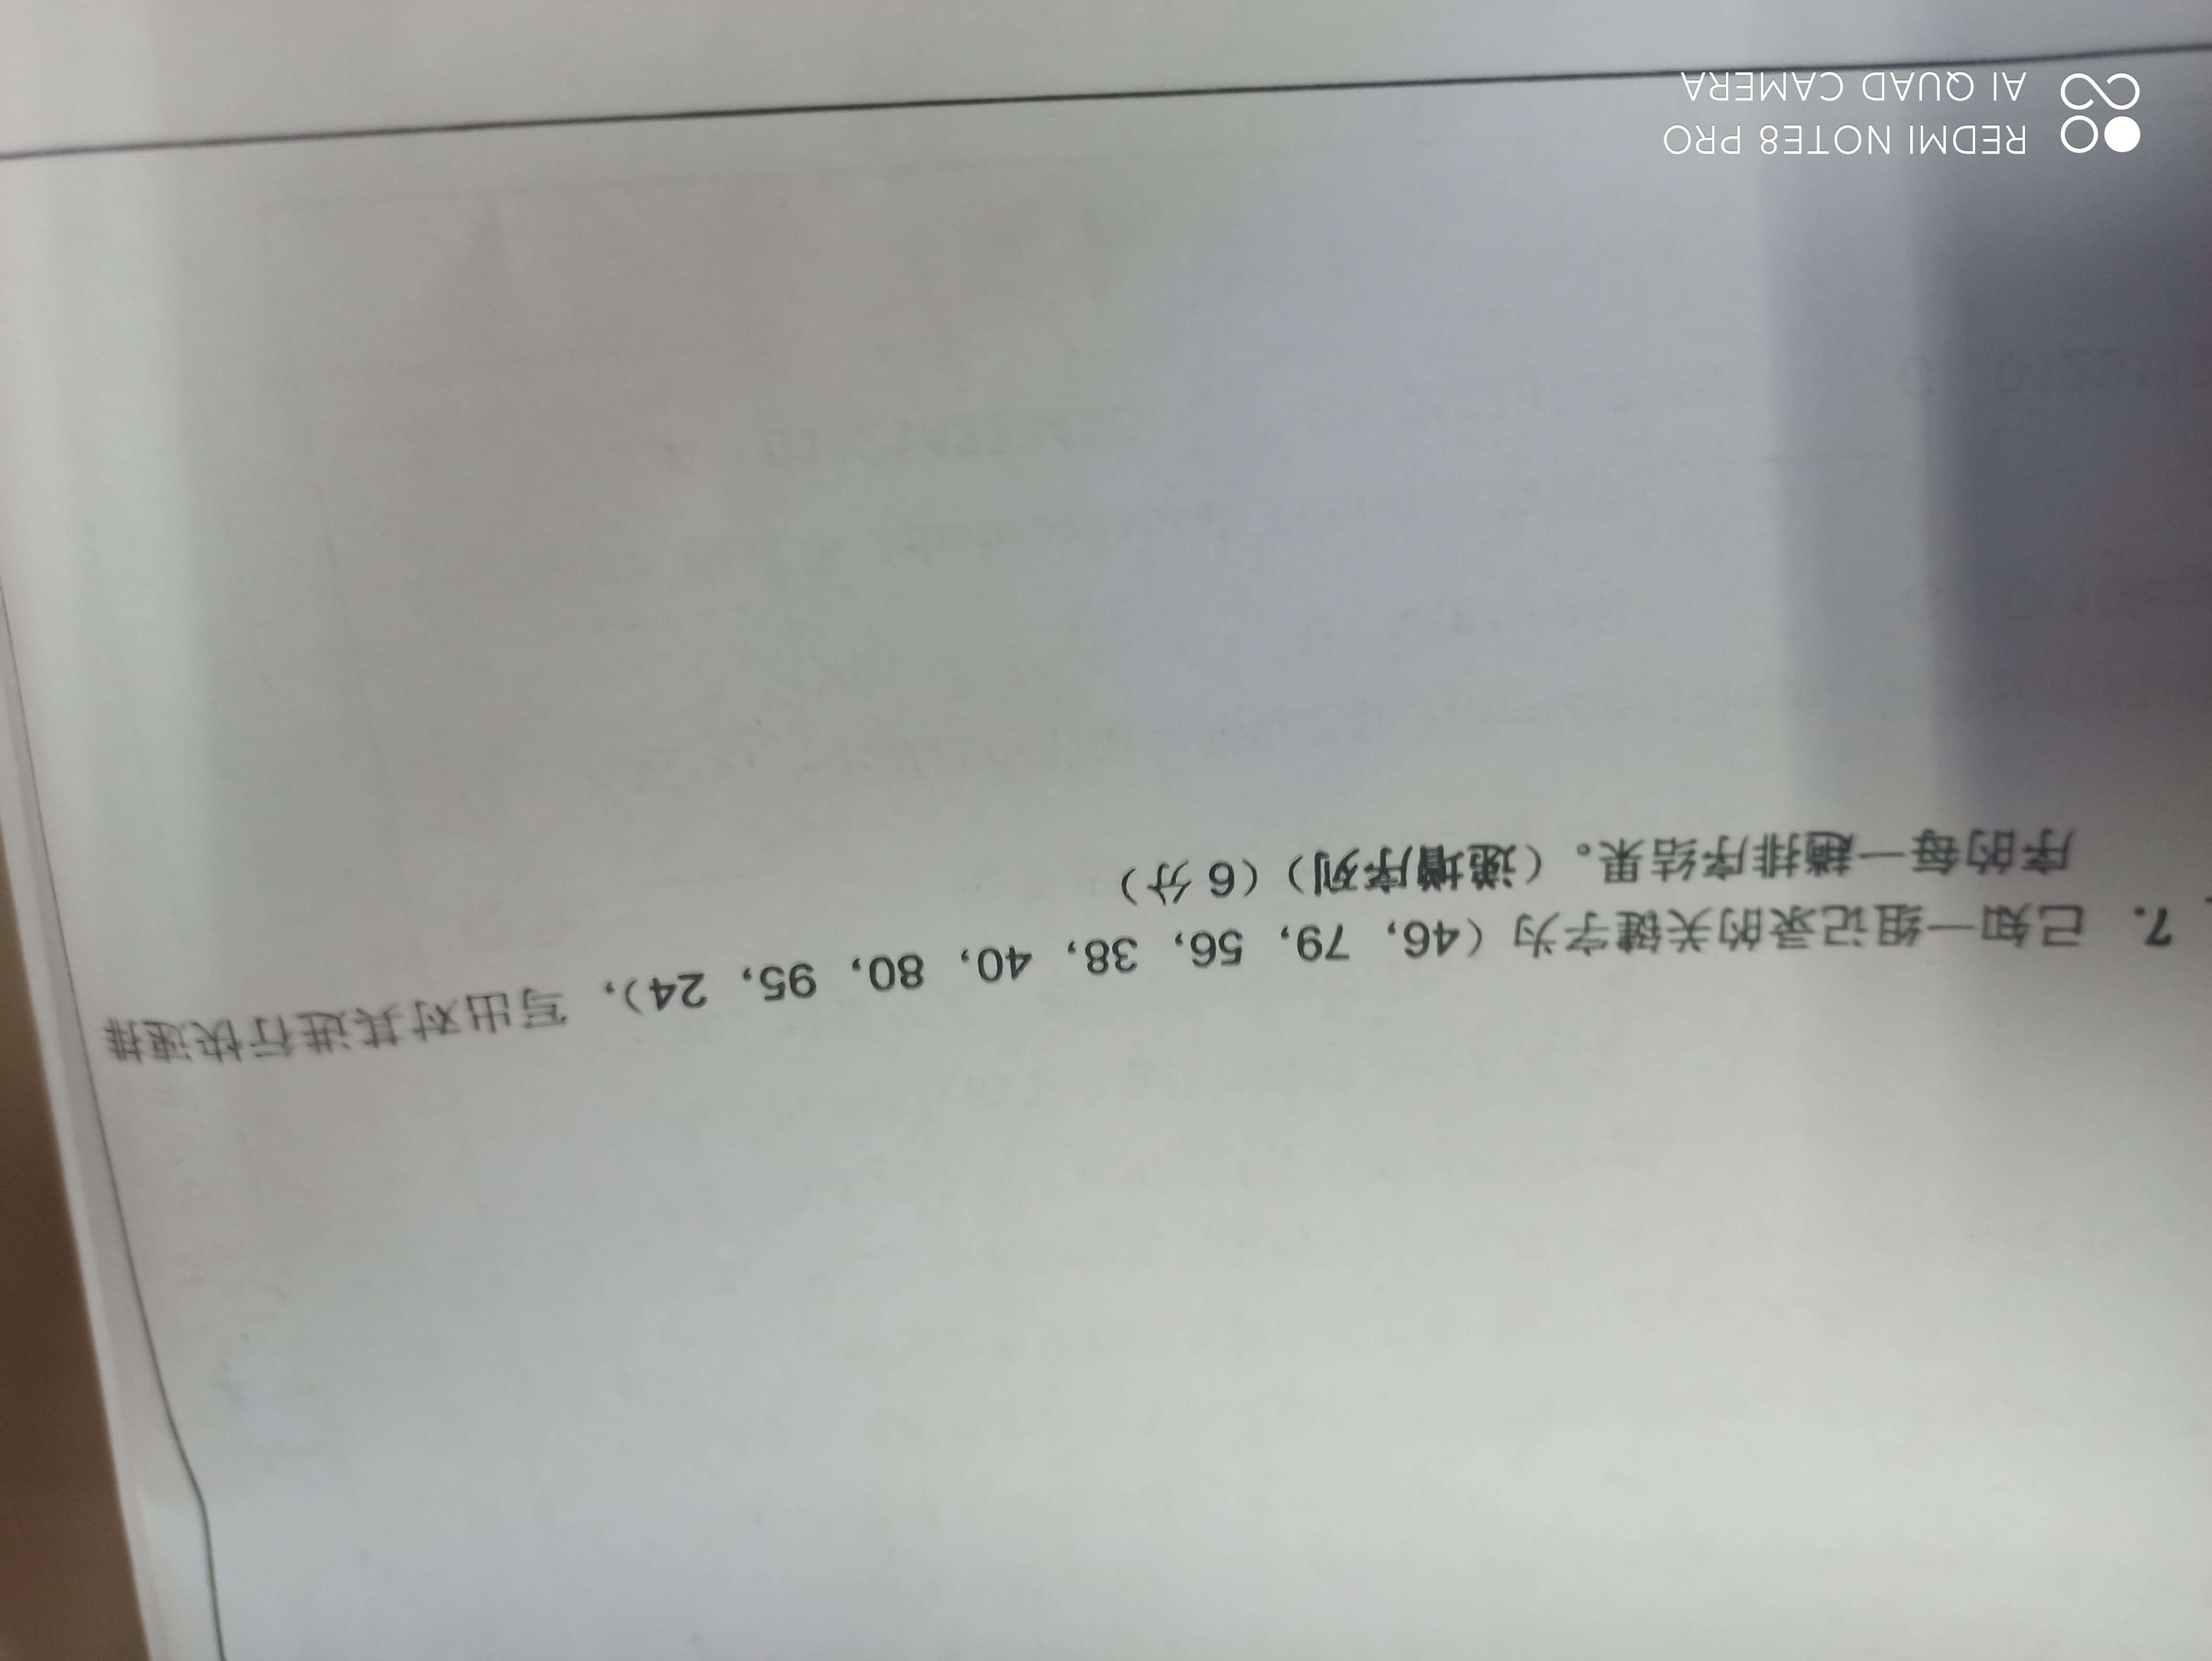 7. 已知一组记录的关键字为（46，79，56，38，40，80，95，24），写出对其进行快速排
序的每一趟排序结果。（递增序列）（6 分）
REDMI NOTE8 PRO
AI QUAD CAMERA